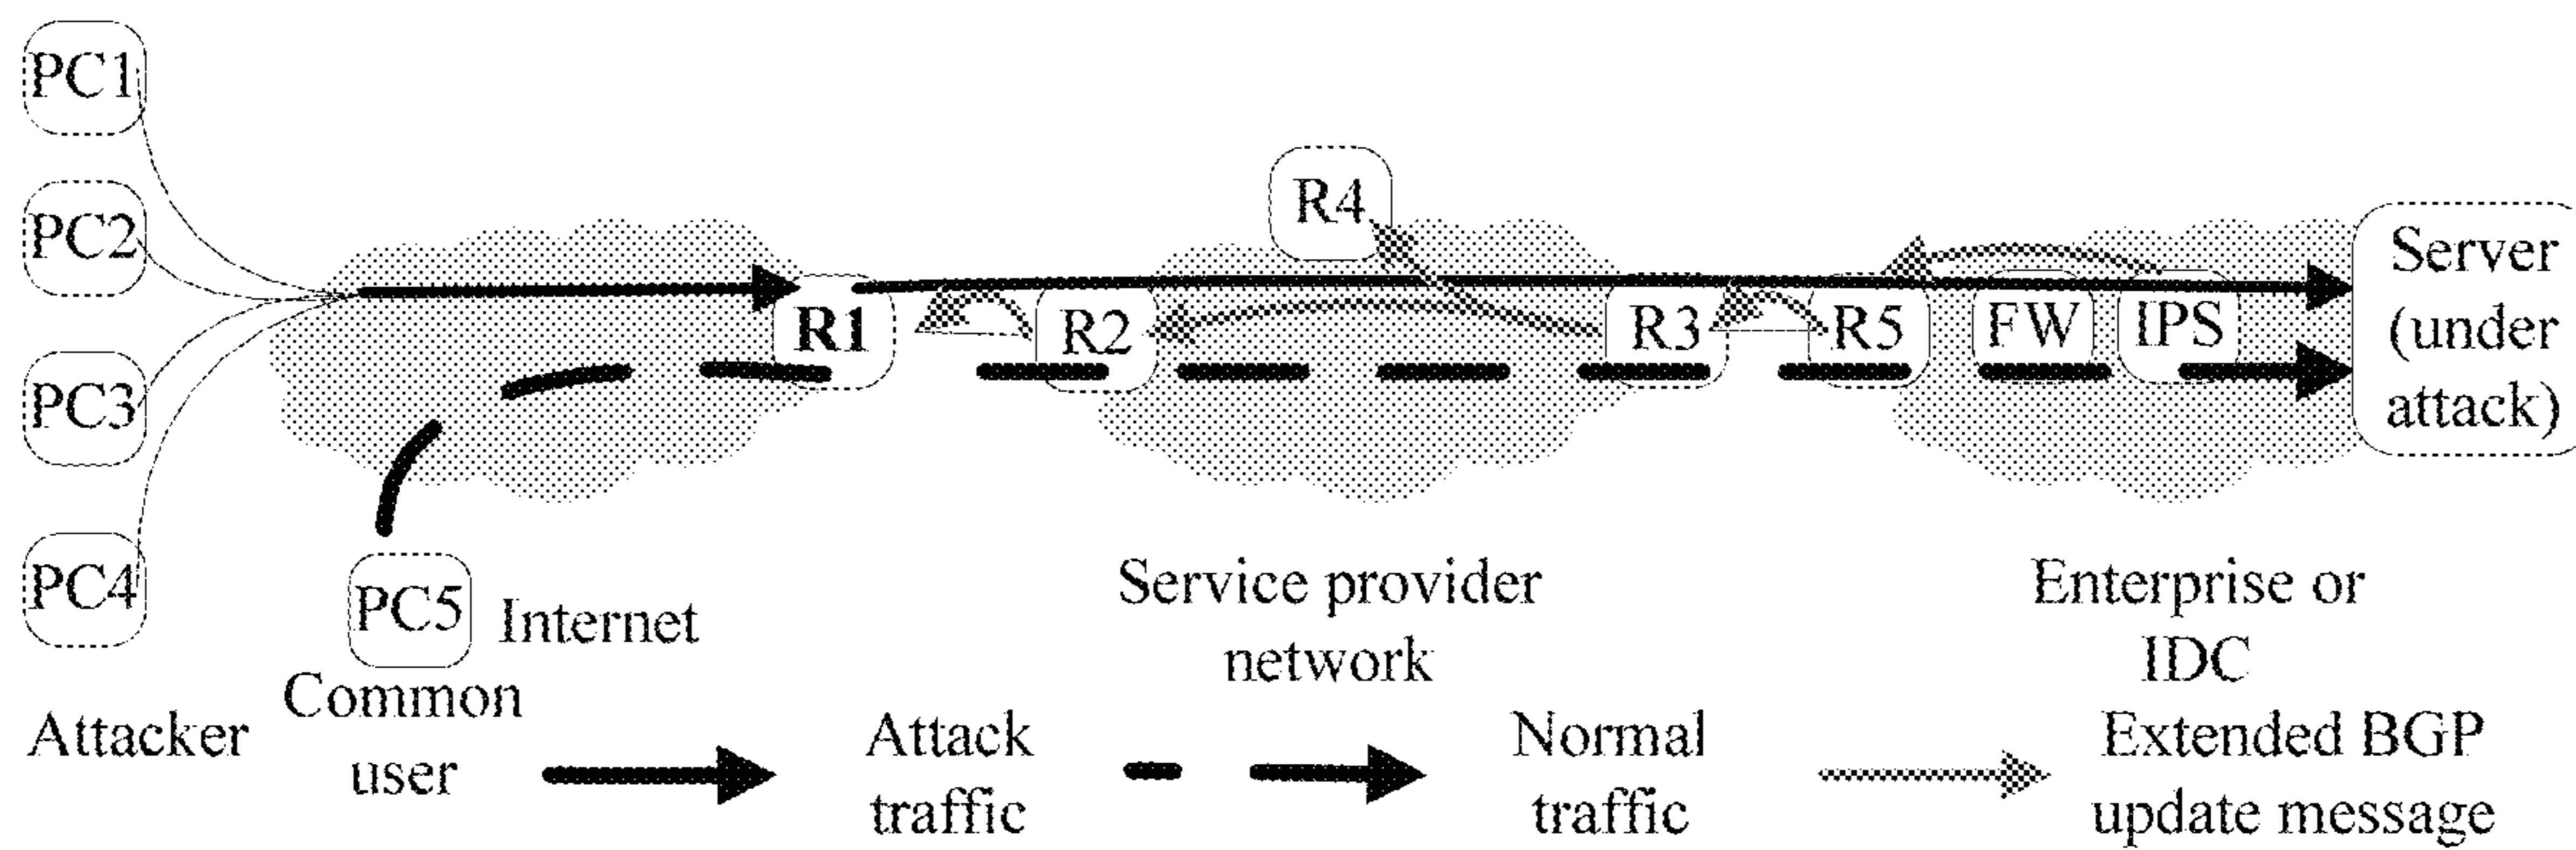 PC1
PC2
PC3
PC4
Attacker
PC5
Common
user
Internet
R1
R2
R4
R3
R5
FW
IPS
Server
(under
attack)
Service provider
network
Enterprise or
IDC
Attack
traffic
Normal
traffic
Extended BGP
update message